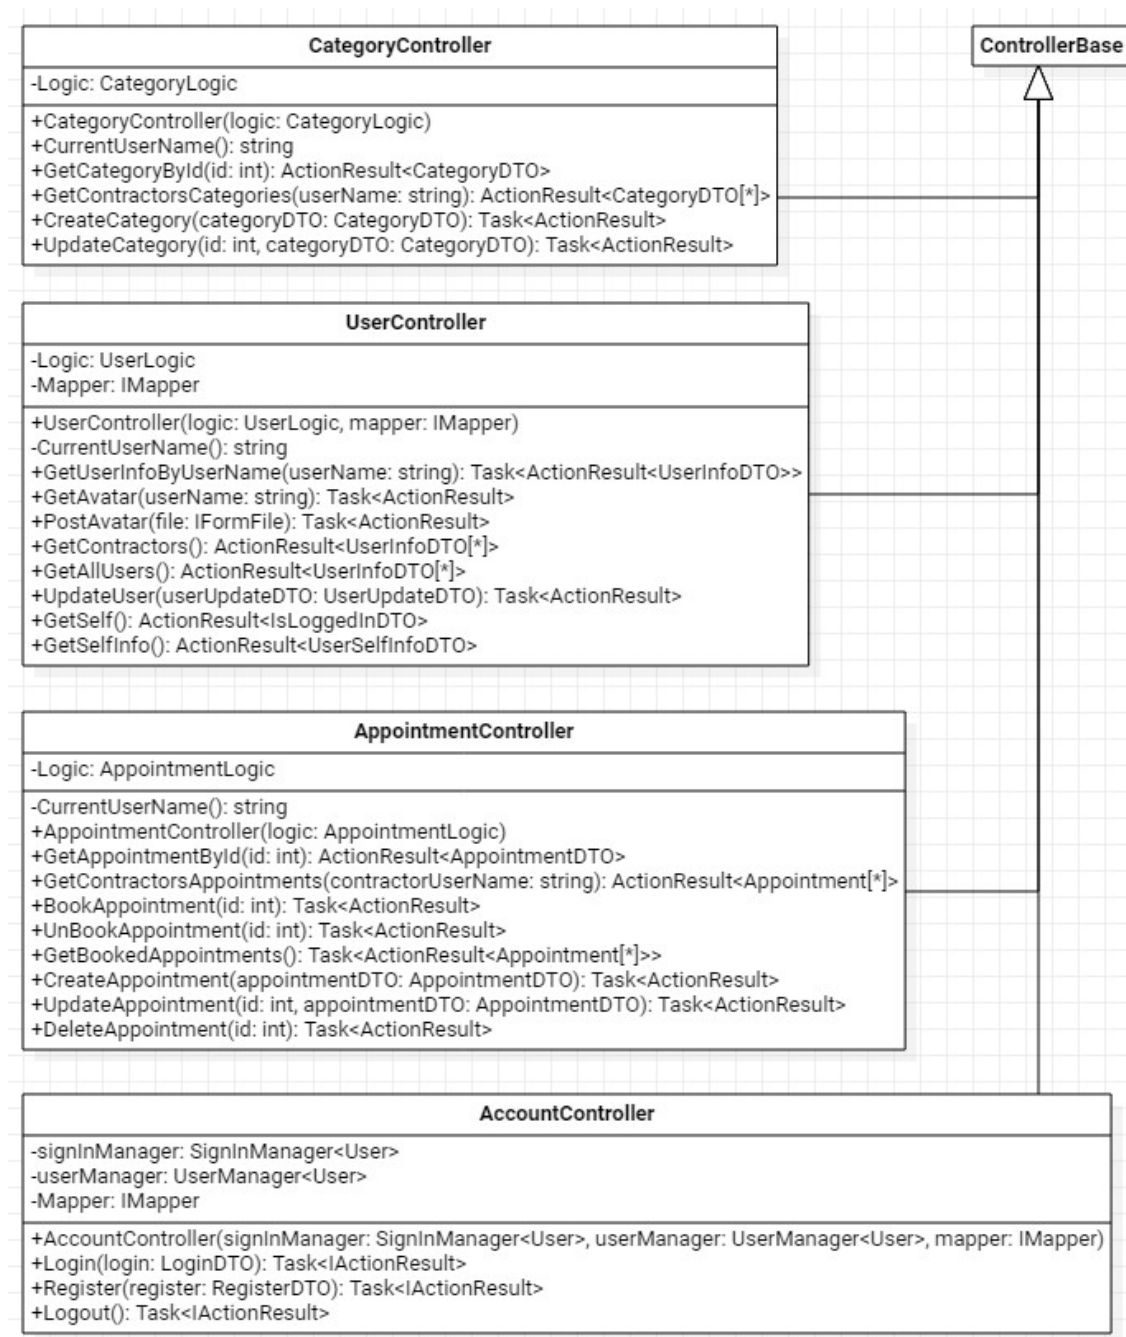 CategoryController
-Logic: CategoryLogic
+CategoryController(logic: CategoryLogic)
+CurrentUserName(): string
+GetCategoryById(id: int): ActionResult<CategoryDTO>
+GetContractorsCategories(userName: string): ActionResult<CategoryDTO[*]>
+CreateCategory(categoryDTO: CategoryDTO): Task<ActionResult>
+UpdateCategory(id: int, categoryDTO: CategoryDTO): Task<ActionResult>
ControllerBase
UserController
-Logic: UserLogic
-Mapper: IMapper
+UserController(logic: UserLogic, mapper: IMapper)
-CurrentUserName(): string
+GetUserInfoByUserName(userName: string): Task<ActionResult<UserInfoDTO>>
+GetAvatar(userName: string): Task<ActionResult>
+PostAvatar(file: IFormFile): Task<ActionResult>
+GetContractors(): ActionResult<UserInfoDTO[*]>
+GetAllUsers(): ActionResult<UserInfoDTO[*]>
+UpdateUser(userUpdateDTO: UserUpdateDTO): Task<ActionResult>
+GetSelf(): ActionResult<IsLoggedInDTO>
+GetSelfInfo(): ActionResult<UserSelfInfoDTO>
AppointmentController
-Logic: AppointmentLogic
-CurrentUserName(): string
+AppointmentController(logic: AppointmentLogic)
+GetAppointmentById(id: int): ActionResult<AppointmentDTO>
+GetContractorsAppointments(contractorUserName: string): ActionResult<Appointment[*]>
+BookAppointment(id: int): Task<ActionResult>
+UnBookAppointment(id: int): Task<ActionResult>
+GetBookedAppointments(): Task<ActionResult<Appointment[*]>>
+CreateAppointment(appointmentDTO: AppointmentDTO): Task<ActionResult>
+UpdateAppointment(id: int, appointmentDTO: AppointmentDTO): Task<ActionResult>
+DeleteAppointment(id: int): Task<ActionResult>
AccountController
-signInManager: SignInManager<User>
-userManager: UserManager<User>
-Mapper: IMapper
+AccountController(signInManager: SignInManager<User>, userManager: UserManager<User>, mapper: IMapper)
+Login(login: LoginDTO): Task<IActionResult>
+Register(register: RegisterDTO): Task<IActionResult>
+Logout(): Task<IActionResult>